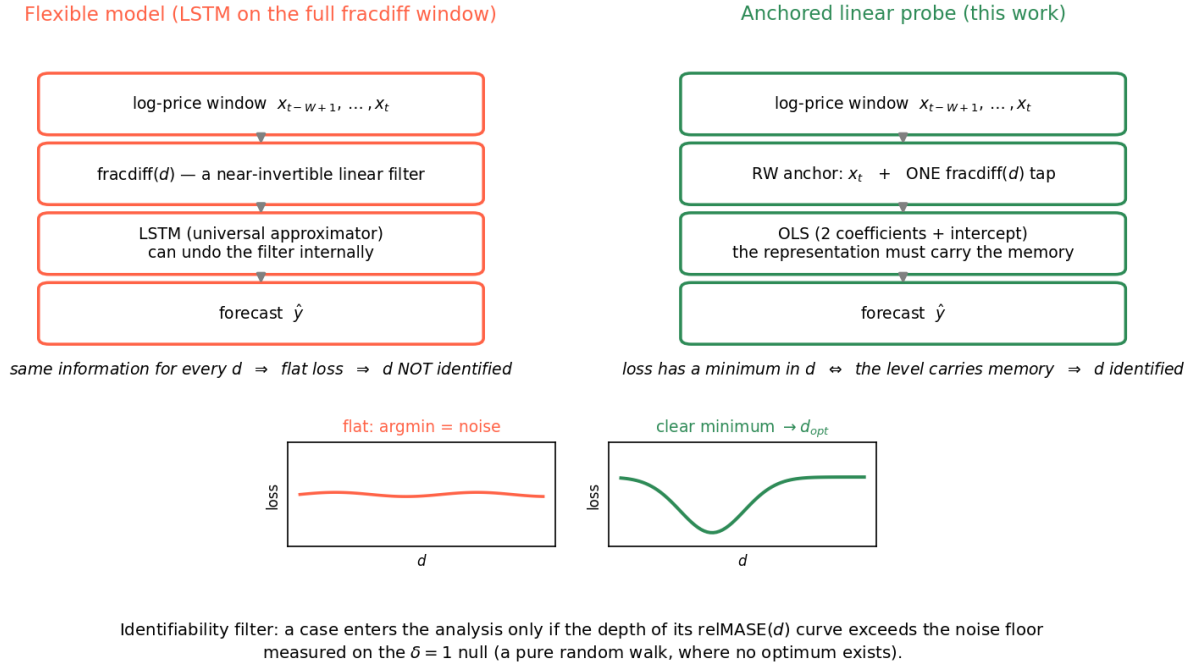 Flexible model (LSTM on the full fracdiff window)
log-price window x_{t−W+1}, … , x_t
fracdiff(d) — a near-invertible linear filter
LSTM (universal approximator)
can undo the filter internally
forecast ŷ
same information for every d ⇒ flat loss ⇒ d NOT identified
Anchored linear probe (this work)
log-price window x_{t−W+1}, … , x_t
RW anchor: x_t + ONE fracdiff(d) tap
OLS (2 coefficients + intercept)
the representation must carry the memory
forecast ŷ
loss has a minimum in d ⇔ the level carries memory ⇒ d identified
flat: argmin = noise
loss
d
clear minimum → d_{opt}
loss
d
Identifiability filter: a case enters the analysis only if the depth of its relMASE(d) curve exceeds the noise floor
measured on the δ = 1 null (a pure random walk, where no optimum exists).